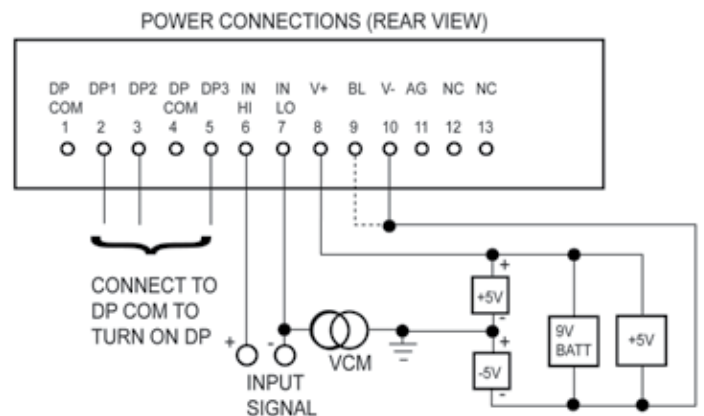 POWER CONNECTIONS (REAR VIEW)
DP DP1 DP2 DP DP3 IN IN V+ BL V- AG NC NC
COM COM HI LO
1 2 3 4 5 6 7 8 9 10 11 12 13
CONNECT TO
DP COM TO
TURN ON DP
+ -
INPUT
SIGNAL
VCM
+
+5V
-
+
-5V
-
9V
BATT
+5V